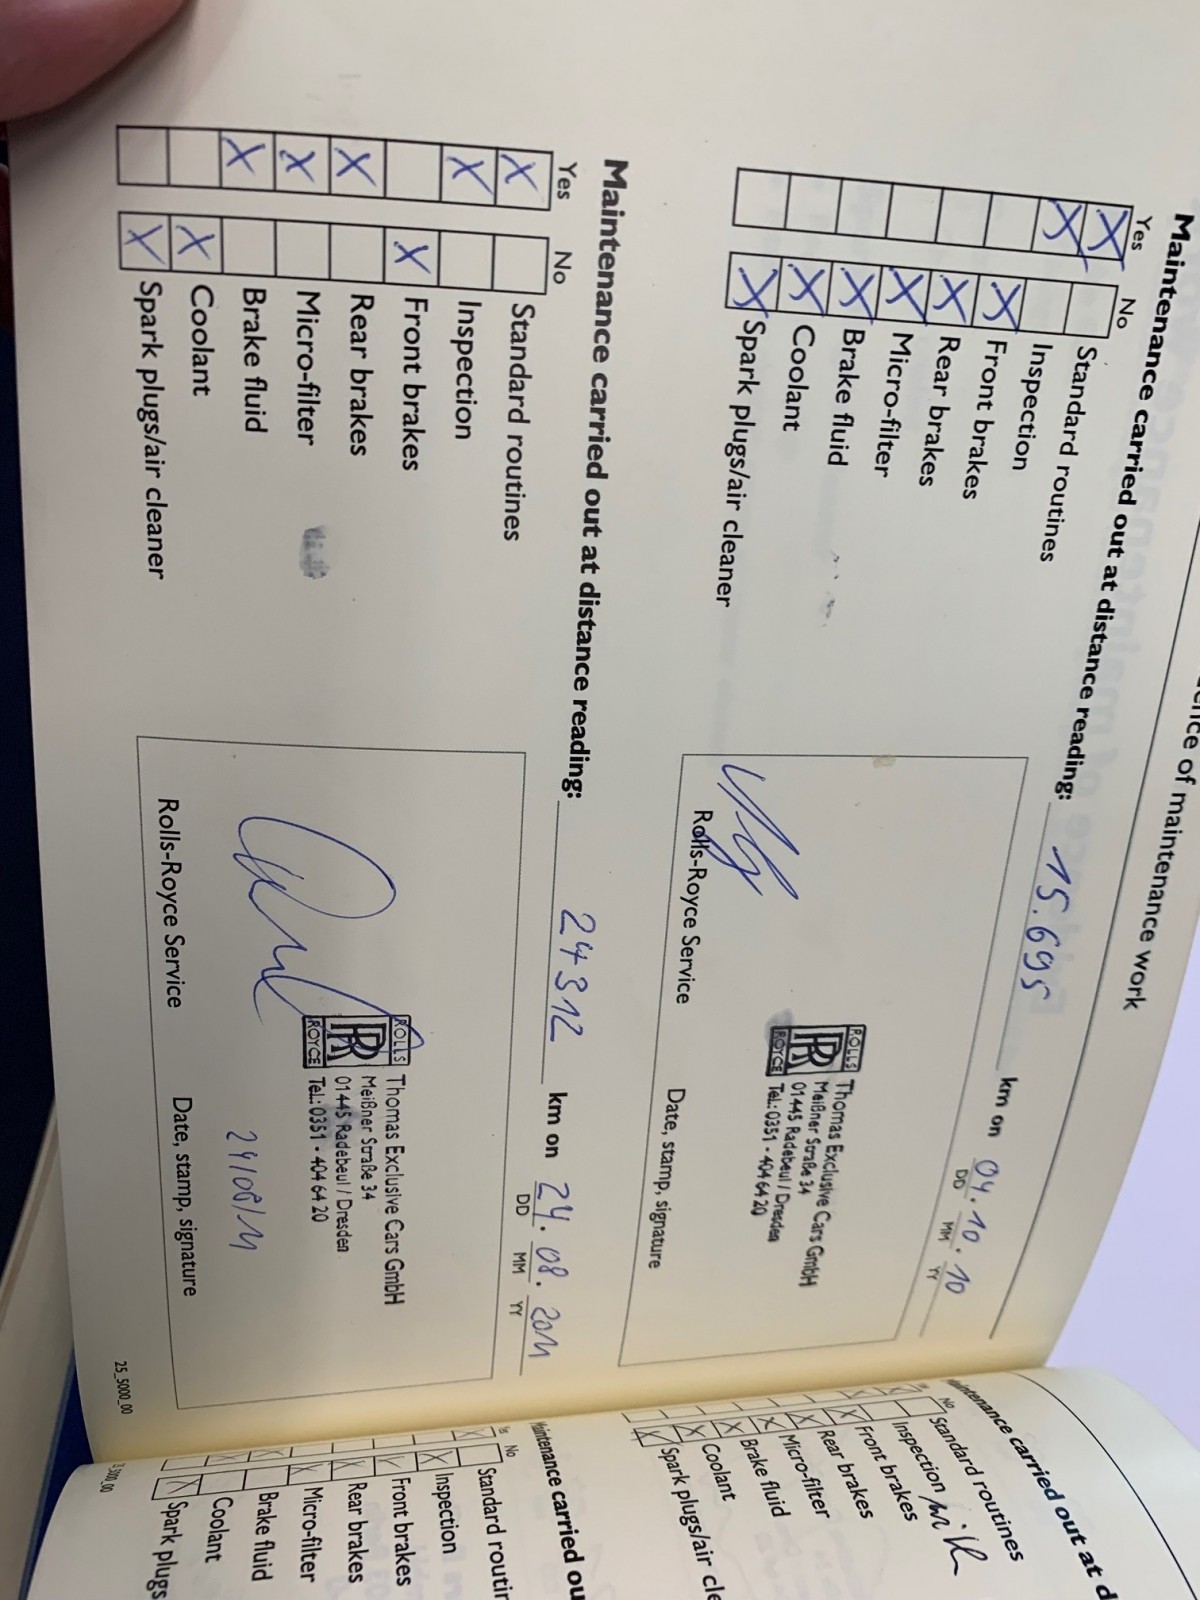 ence of maintenance work
Maintenance carried out at distance reading: 15.695 km on 04.10.10
DD MM YY
Yes No
X Standard routines
X Inspection
X Front brakes
X Rear brakes
X Micro-filter
X Brake fluid
X Coolant
X Spark plugs/air cleaner
ROLLS
RR
ROYCE
Thomas Exclusive Cars GmbH
Meißner Straße 34
01445 Radebeul / Dresden
Tel.: 0351 - 404 64 20
Rolls-Royce Service Date, stamp, signature
Maintenance carried out at distance reading: 24312 km on 24.08.2011
DD MM YY
Yes No
X Standard routines
X Inspection
X Front brakes
X Rear brakes
X Micro-filter
X Brake fluid
X Coolant
X Spark plugs/air cleaner
ROLLS
RR
ROYCE
Thomas Exclusive Cars GmbH
Meißner Straße 34
01445 Radebeul / Dresden
Tel.: 0351 - 404 64 20
24/08/11
Rolls-Royce Service Date, stamp, signature
25_5000_00
Maintenance carried out at d
No
Standard routines
Inspection
Front brakes
Rear brakes
Micro-filter
Brake fluid
Coolant
Spark plugs/air cle
Maintenance carried ou
No
Standard routin
Inspection
Front brakes
Rear brakes
Micro-filter
Brake fluid
Coolant
Spark plugs